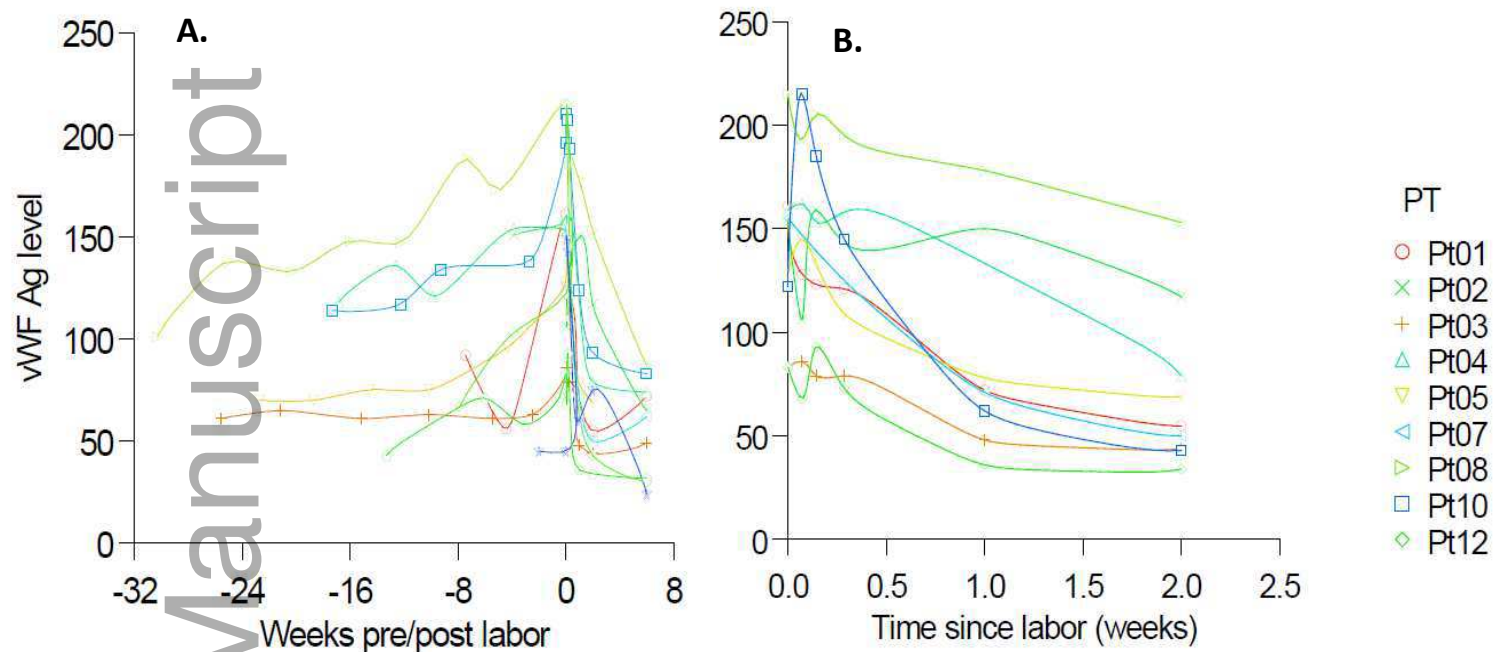 A.
250
200
150
100
50
0
vWF Ag level
-32 -24 -16 -8 0 8
Weeks pre/post labor
Manuscript
B.
250
200
150
100
50
0
0.0 0.5 1.0 1.5 2.0 2.5
Time since labor (weeks)
PT
Pt01
Pt02
Pt03
Pt04
Pt05
Pt07
Pt08
Pt10
Pt12